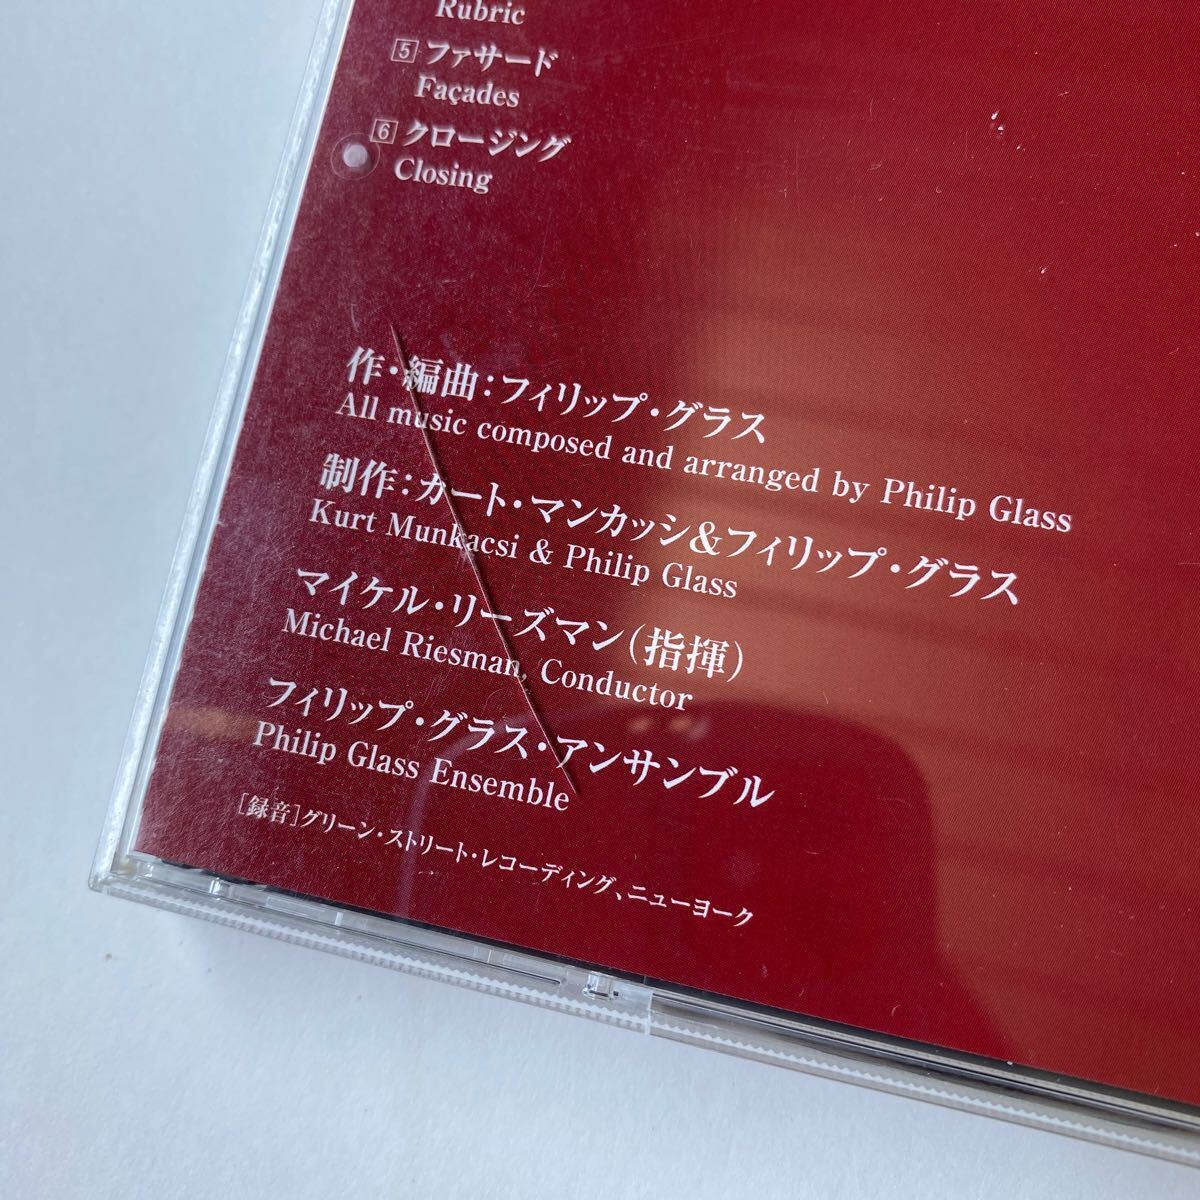 Rubric
5 ファサード
Façades
6 クロージング
Closing
作・編曲：フィリップ・グラス
All music composed and arranged by Philip Glass
制作：カート・マンカッシ&フィリップ・グラス
Kurt Munkacsi & Philip Glass
マイケル・リーズマン（指揮）
Michael Riesman, Conductor
フィリップ・グラス・アンサンブル
Philip Glass Ensemble
［録音］グリーン・ストリート・レコーディング、ニューヨーク